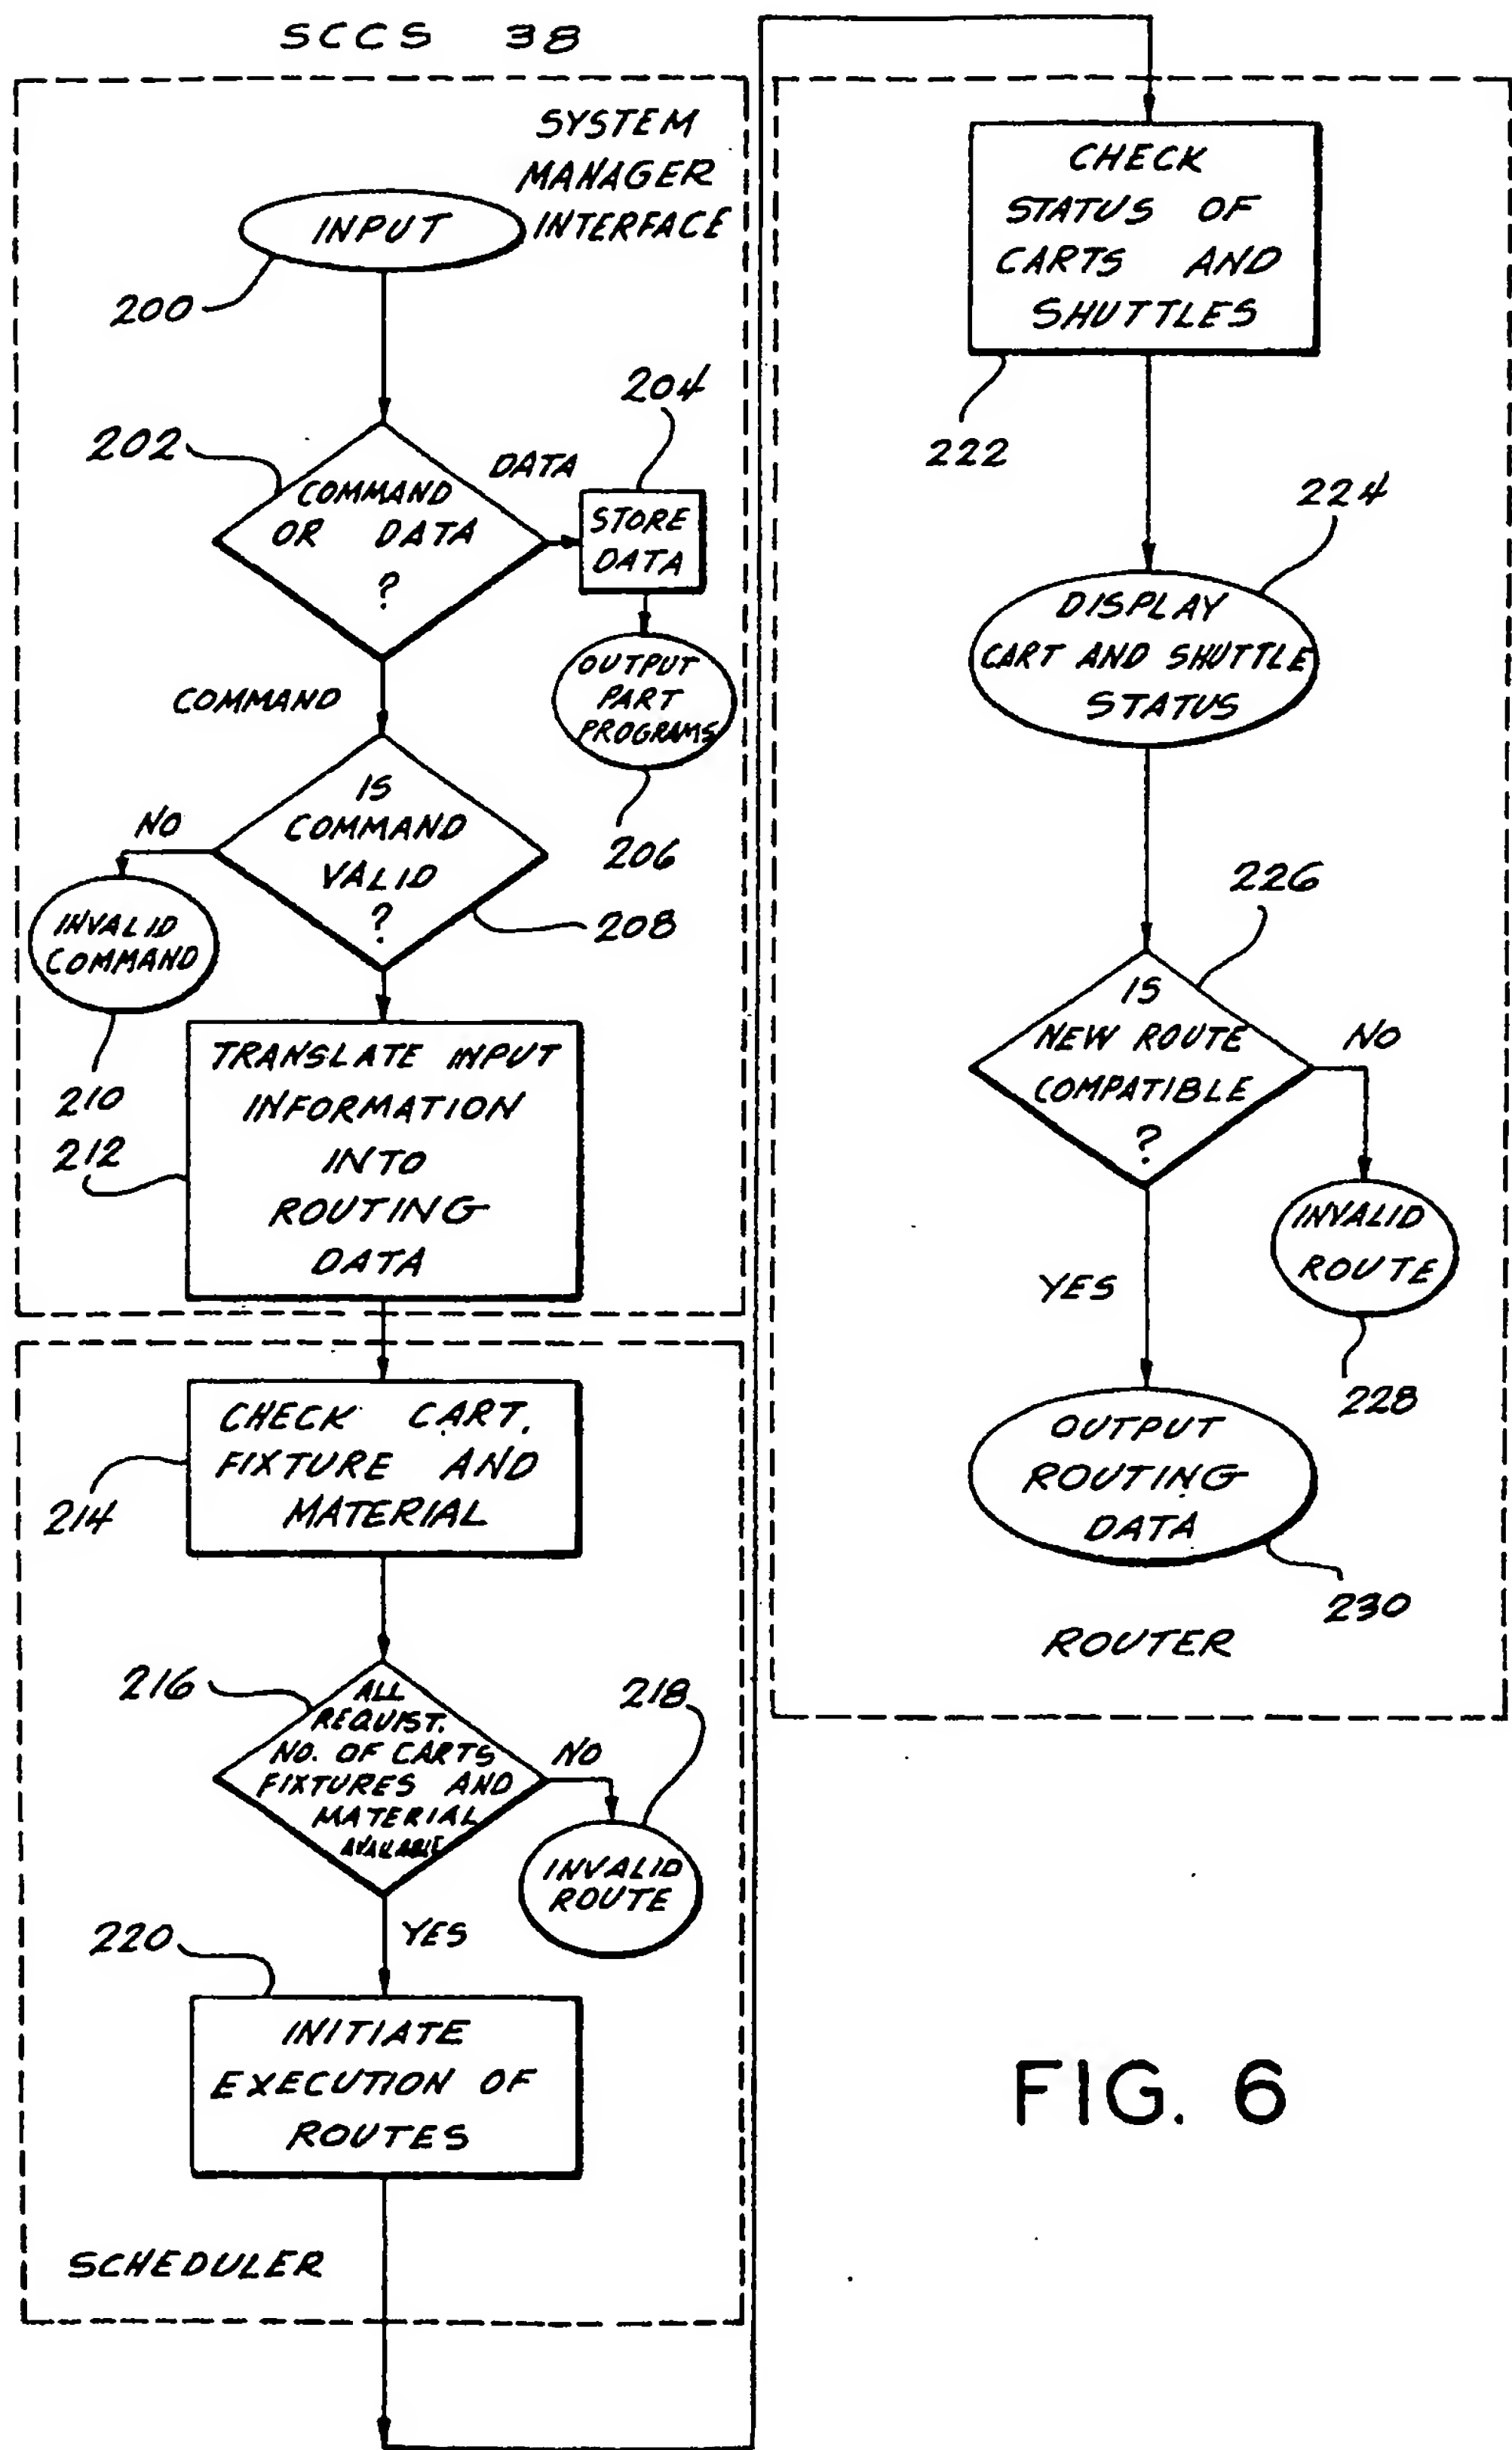 SCCS 38
SYSTEM
MANAGER
INTERFACE
INPUT
200
202
COMMAND
OR DATA
?
DATA
204
STORE
DATA
OUTPUT
PART
PROGRAMS
206
COMMAND
IS
COMMAND
VALID
?
208
NO
INVALID
COMMAND
210
212
TRANSLATE INPUT
INFORMATION
INTO
ROUTING
DATA
CHECK CART,
FIXTURE AND
MATERIAL
214
216
ALL
REQUIST.
NO. OF CARTS
FIXTURES AND
MATERIAL
AVAILABLE
NO
218
INVALID
ROUTE
YES
220
INITIATE
EXECUTION OF
ROUTES
SCHEDULER
CHECK
STATUS OF
CARTS AND
SHUTTLES
222
224
DISPLAY
CART AND SHUTTLE
STATUS
226
IS
NEW ROUTE
COMPATIBLE
?
NO
INVALID
ROUTE
228
YES
OUTPUT
ROUTING
DATA
230
ROUTER
FIG. 6